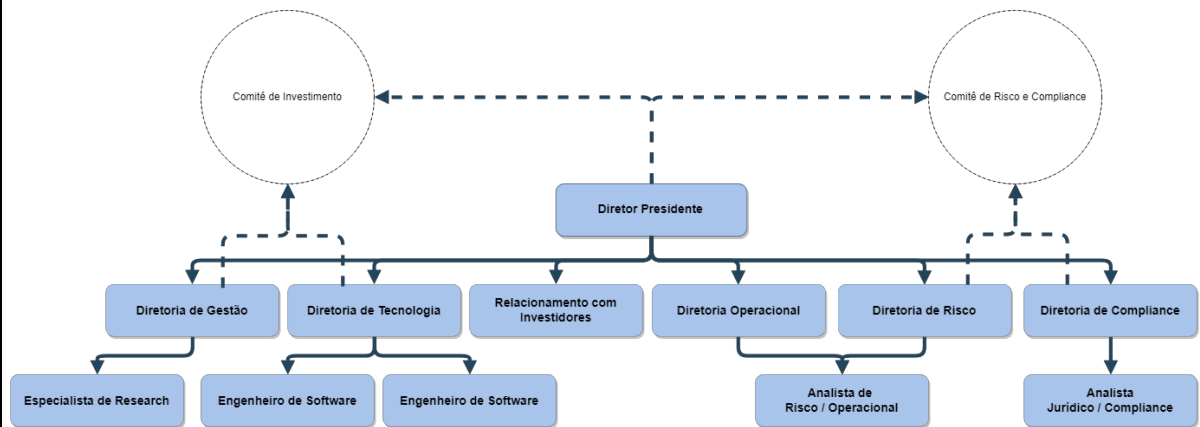 Comitê de Investimento
Comitê de Risco e Compliance
Diretor Presidente
Diretoria de Gestão
Diretoria de Tecnologia
Relacionamento com
Investidores
Diretoria Operacional
Diretoria de Risco
Diretoria de Compliance
Especialista de Research
Engenheiro de Software
Engenheiro de Software
Analista de
Risco / Operacional
Analista
Jurídico / Compliance